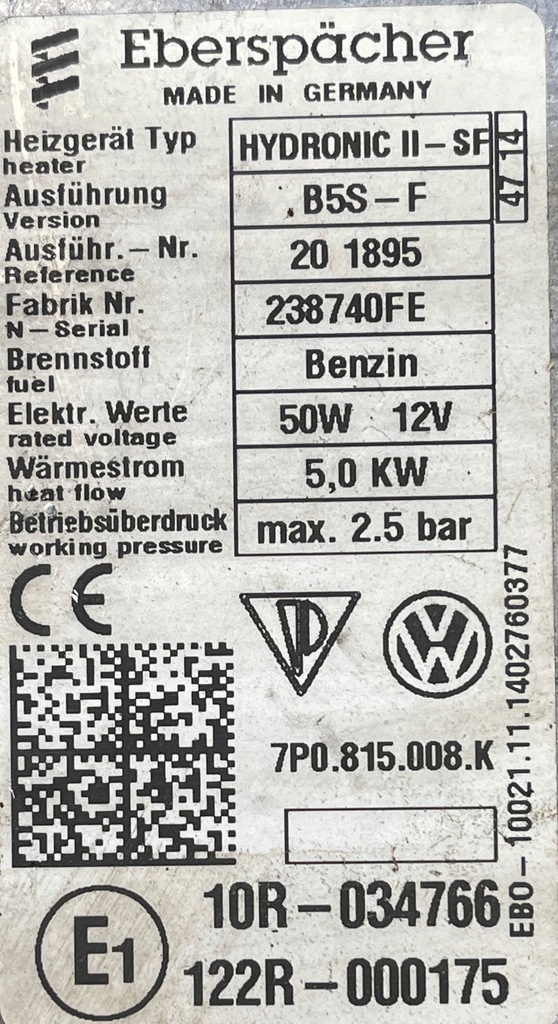 Eberspächer
MADE IN GERMANY
Heizgerät Typ HYDRONIC II – SF 47 14
heater
Ausführung B5S – F
Version
Ausführ. – Nr. 20 1895
Reference
Fabrik Nr. 238740FE
N – Serial
Brennstoff Benzin
fuel
Elektr. Werte 50W 12V
rated voltage
Wärmestrom 5,0 KW
heat flow
Betriebsüberdruck max. 2.5 bar
working pressure
CE
VW
7P0.815.008.K
EBO – 10021.11.1402760377
E1
10R – 034766
122R – 000175